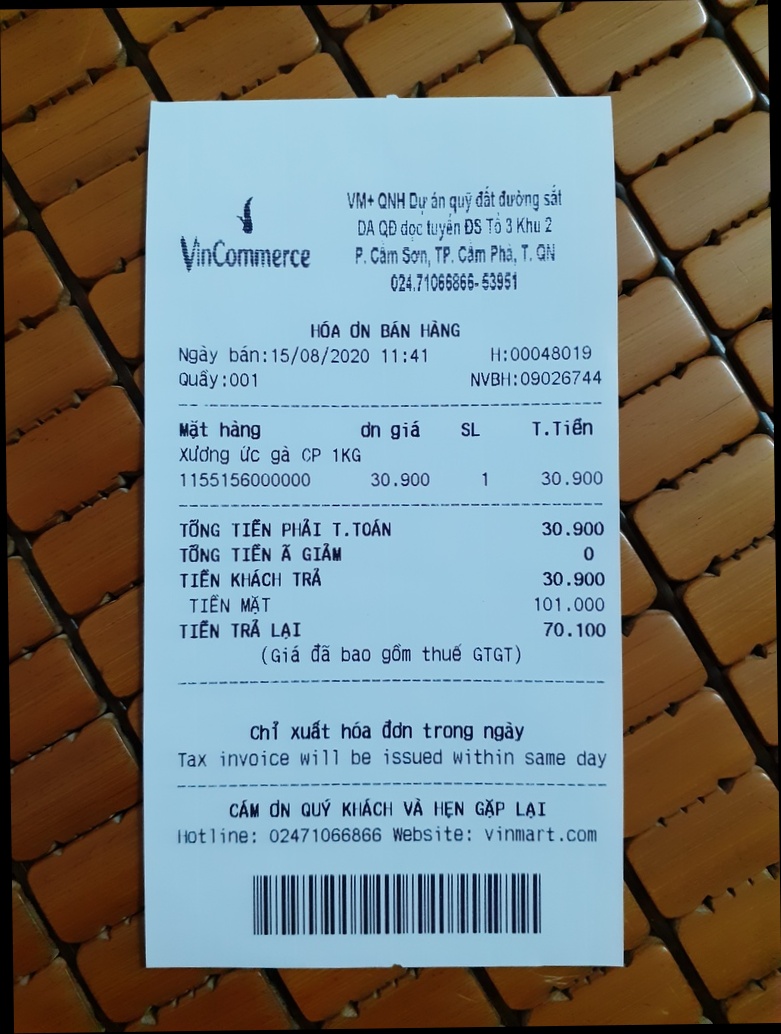 VinCommerce
VM+ QNH Dự án quỹ đất đường sắt
DA QĐ dọc tuyến ĐS Tổ 3 Khu 2
P. Cẩm Sơn, TP. Cẩm Phả, T. QN
024.71066866-53951
HÓA ƠN BÁN HÀNG
Ngày bán:15/08/2020 11:41 H:00048019
Quầy:001 NVBH:09026744
Mặt hàng ơn giá SL T.Tiền
Xương ức gà CP 1KG
1155156000000 30.900 1 30.900
TỔNG TIỀN PHẢI T.TOÁN 30.900
TỔNG TIỀN Ã GIẢM 0
TIỀN KHÁCH TRẢ 30.900
TIỀN MẶT 101.000
TIỀN TRẢ LẠI 70.100
(Giá đã bao gồm thuế GTGT)
Chỉ xuất hóa đơn trong ngày
Tax invoice will be issued within same day
CẢM ƠN QUÝ KHÁCH VÀ HẸN GẶP LẠI
Hotline: 02471066866 Website: vinmart.com